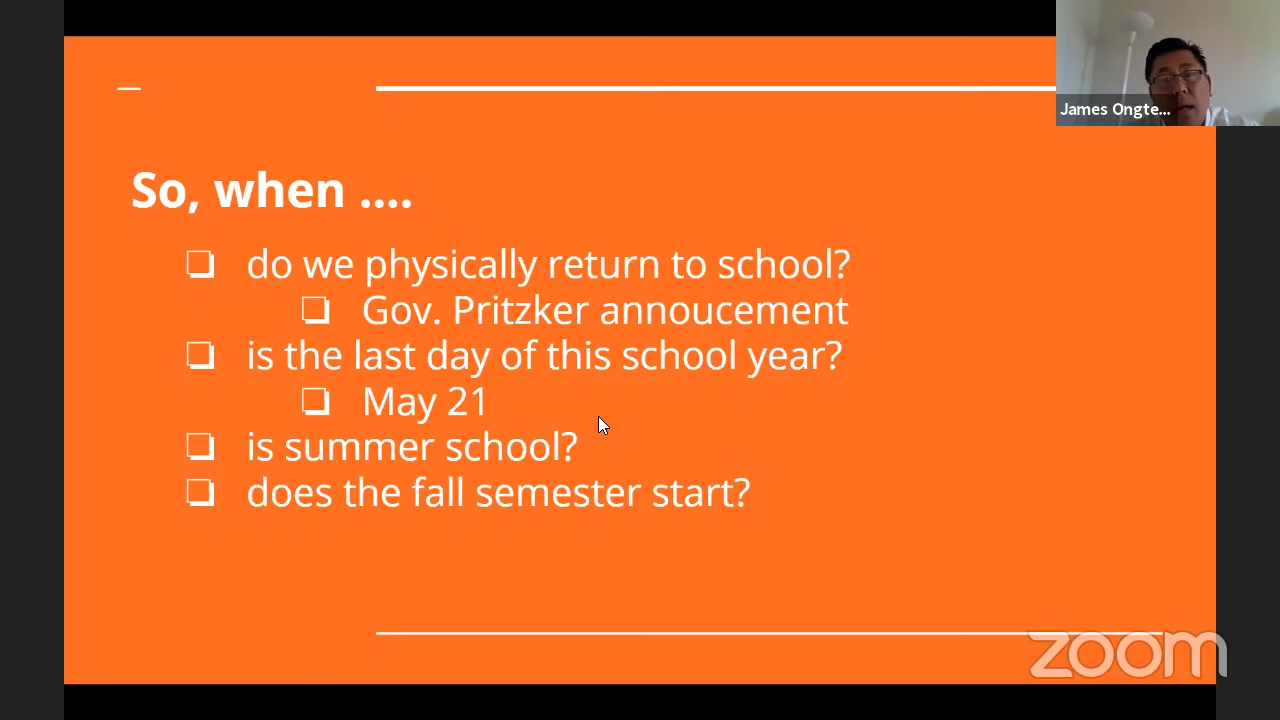 James Ongte...
So, when ....
do we physically return to school?
Gov. Pritzker annoucement
is the last day of this school year?
May 21
is summer school?
does the fall semester start?
zoom